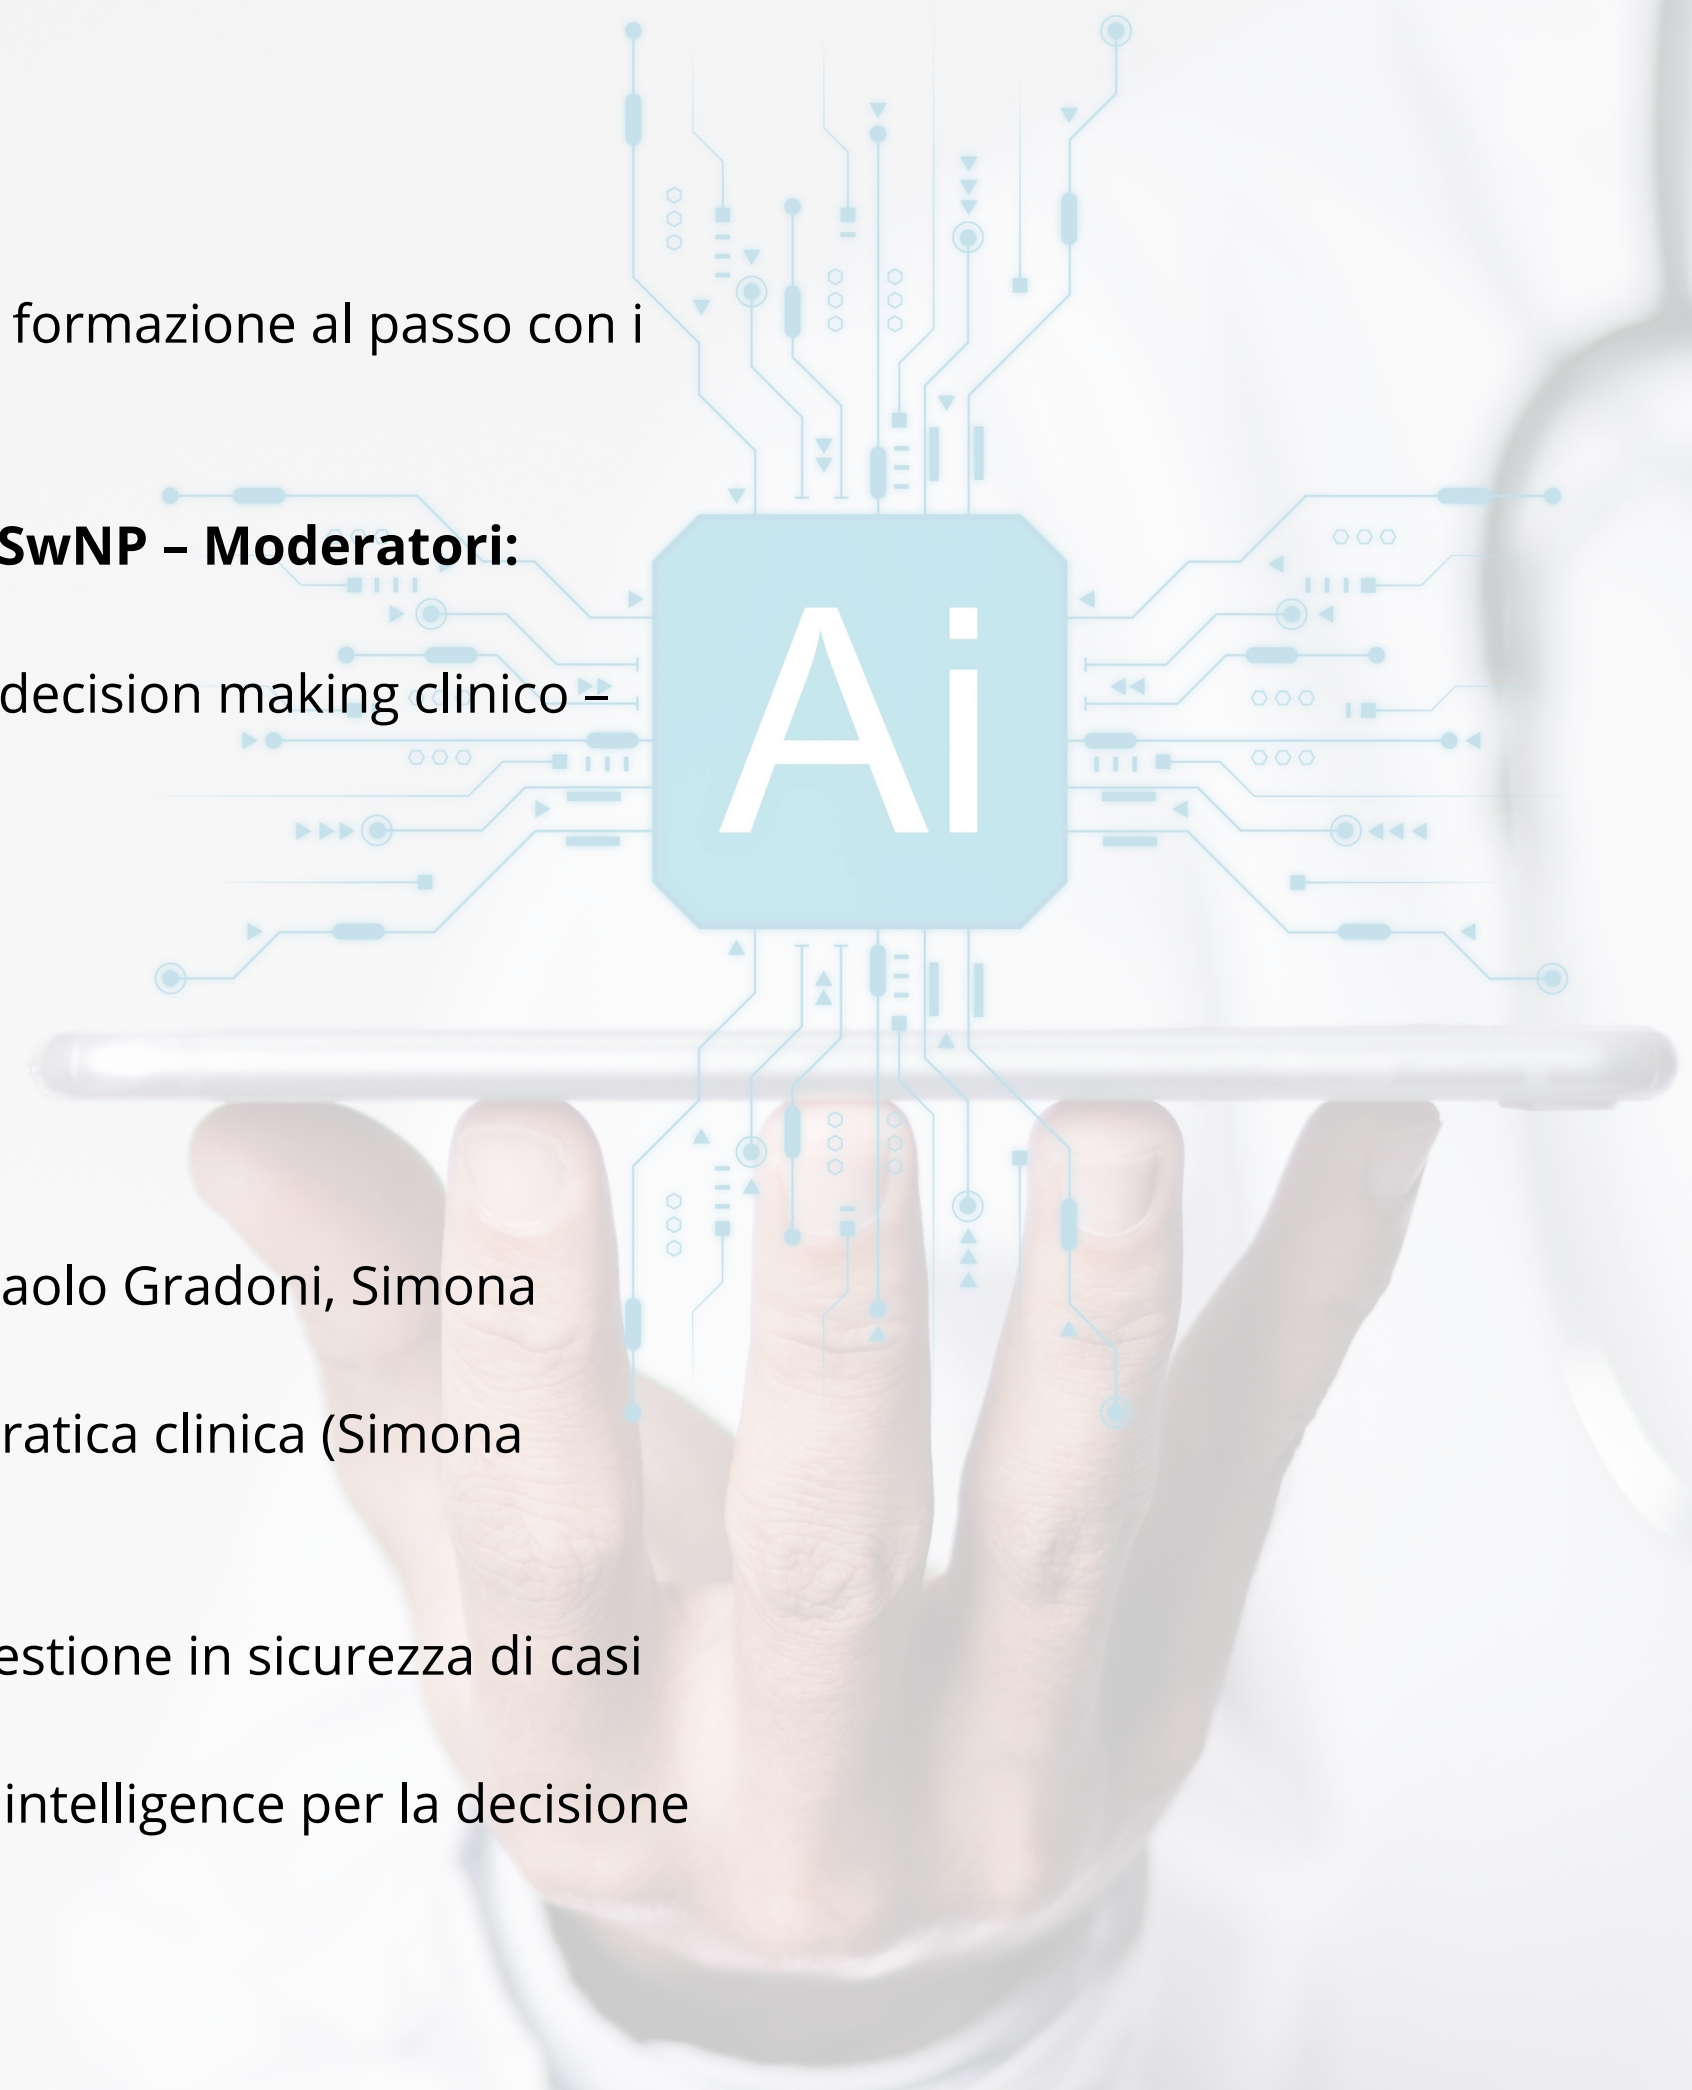 formazione al passo con i
SwNP – Moderatori:
decision making clinico –
Ai
aolo Gradoni, Simona
ratica clinica (Simona
estione in sicurezza di casi
intelligence per la decisione